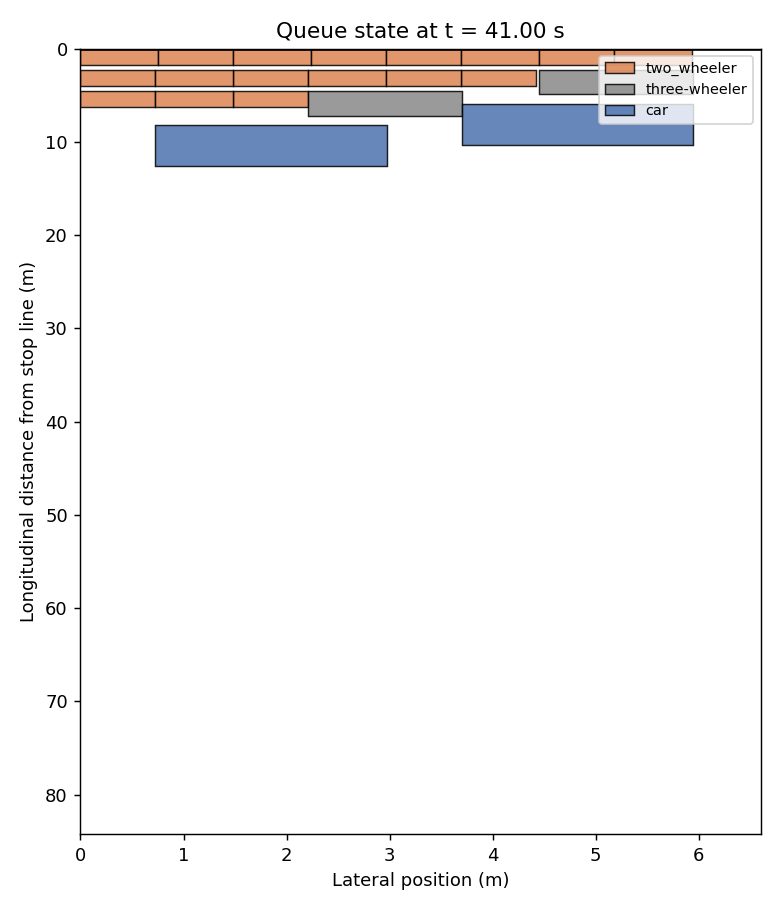 Queue state at t = 41.00 s
two_wheeler
three-wheeler
car
0
10
20
30
40
50
60
70
80
Longitudinal distance from stop line (m)
0 1 2 3 4 5 6
Lateral position (m)